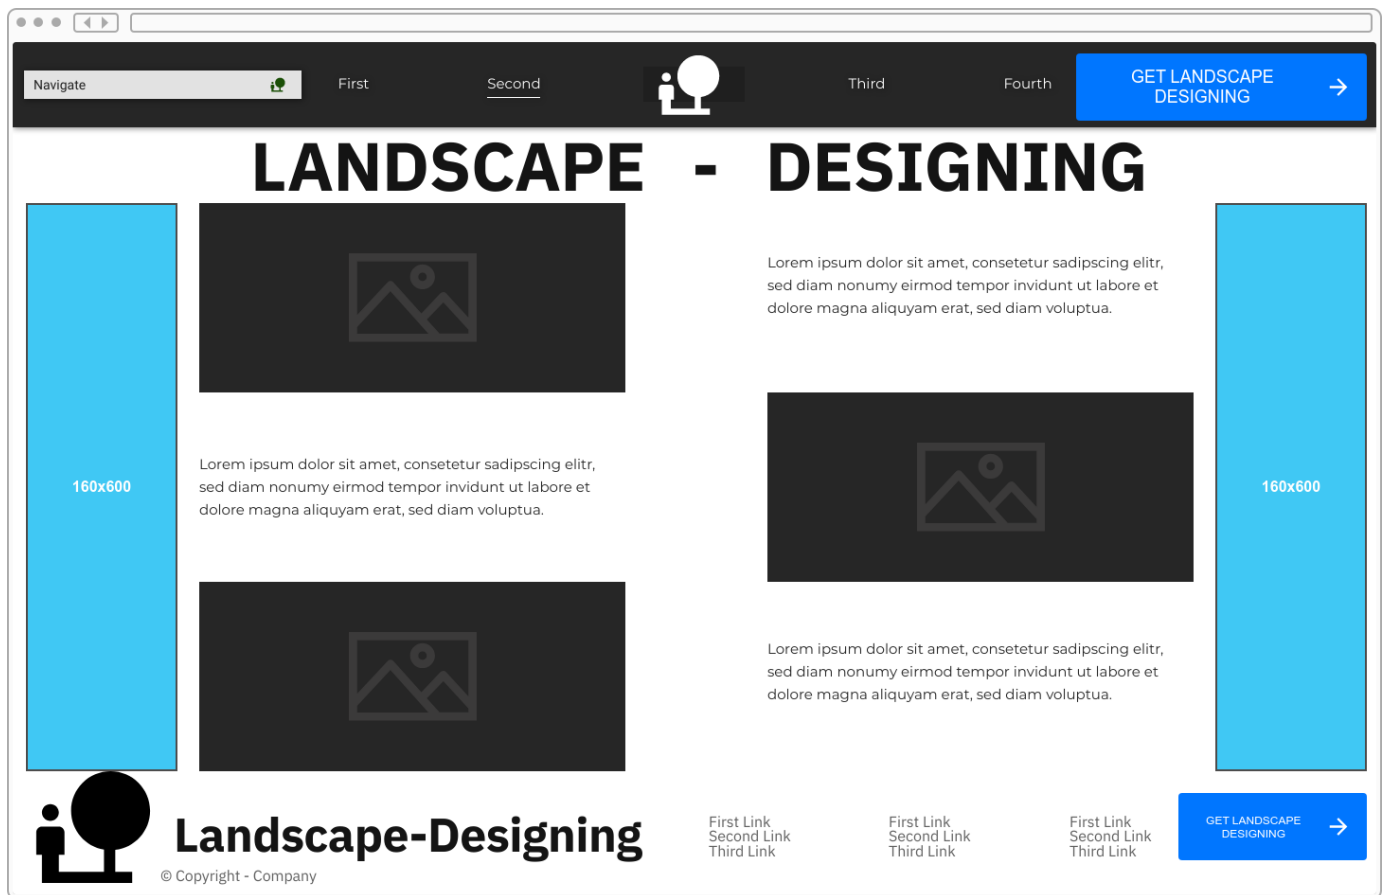 Navigate
First
Second
Third
Fourth
GET LANDSCAPE
DESIGNING
LANDSCAPE - DESIGNING
160x600
Lorem ipsum dolor sit amet, consetetur sadipscing elitr,
sed diam nonumy eirmod tempor invidunt ut labore et
dolore magna aliquyam erat, sed diam voluptua.
Lorem ipsum dolor sit amet, consetetur sadipscing elitr,
sed diam nonumy eirmod tempor invidunt ut labore et
dolore magna aliquyam erat, sed diam voluptua.
Lorem ipsum dolor sit amet, consetetur sadipscing elitr,
sed diam nonumy eirmod tempor invidunt ut labore et
dolore magna aliquyam erat, sed diam voluptua.
160x600
Landscape-Designing
© Copyright - Company
First Link
Second Link
Third Link
First Link
Second Link
Third Link
First Link
Second Link
Third Link
GET LANDSCAPE
DESIGNING